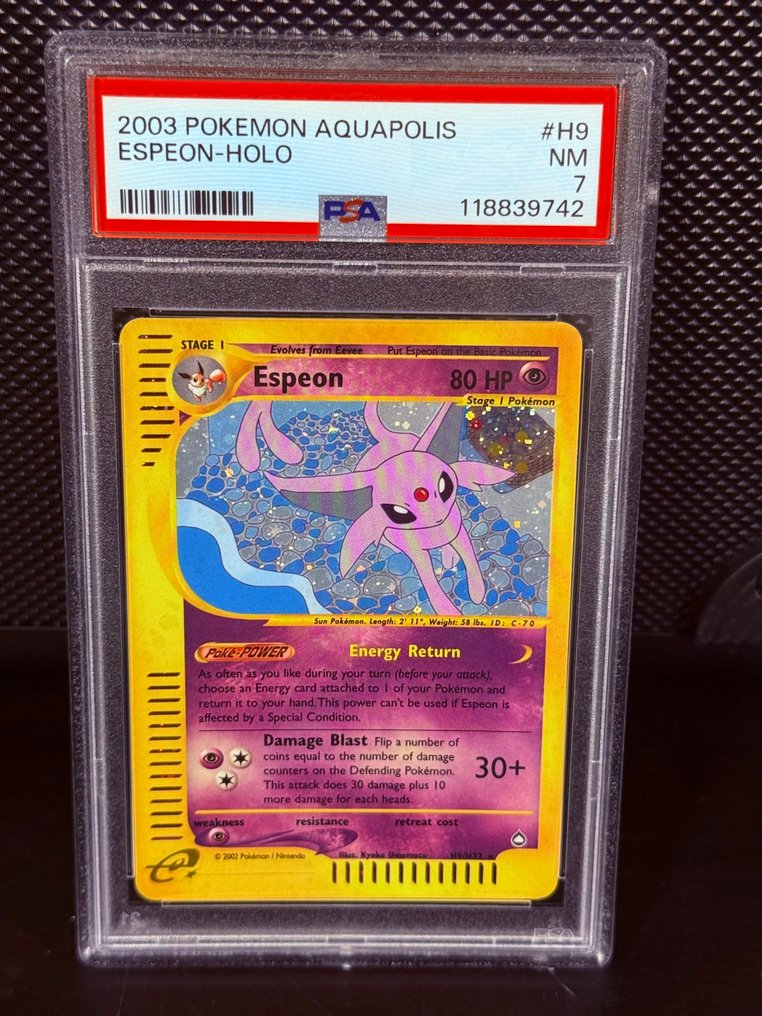 2003 POKEMON AQUAPOLIS #H9
ESPEON-HOLO NM
7
PSA 118839742
STAGE 1 Evolves from Eevee Put Espeon on the Basic Pokémon
Espeon 80 HP
Stage 1 Pokémon
Sun Pokémon. Length: 2' 11", Weight: 58 lbs. ID: C-70
Poké-POWER Energy Return
As often as you like during your turn (before your attack),
choose an Energy card attached to 1 of your Pokémon and
return it to your hand. This power can't be used if Espeon is
affected by a Special Condition.
Damage Blast Flip a number of
coins equal to the number of damage
counters on the Defending Pokémon. 30+
This attack does 30 damage plus 10
more damage for each heads.
weakness resistance retreat cost
© 2002 Pokémon / Nintendo Illus. Kyoko Umemoto H9/H32
e
PSA